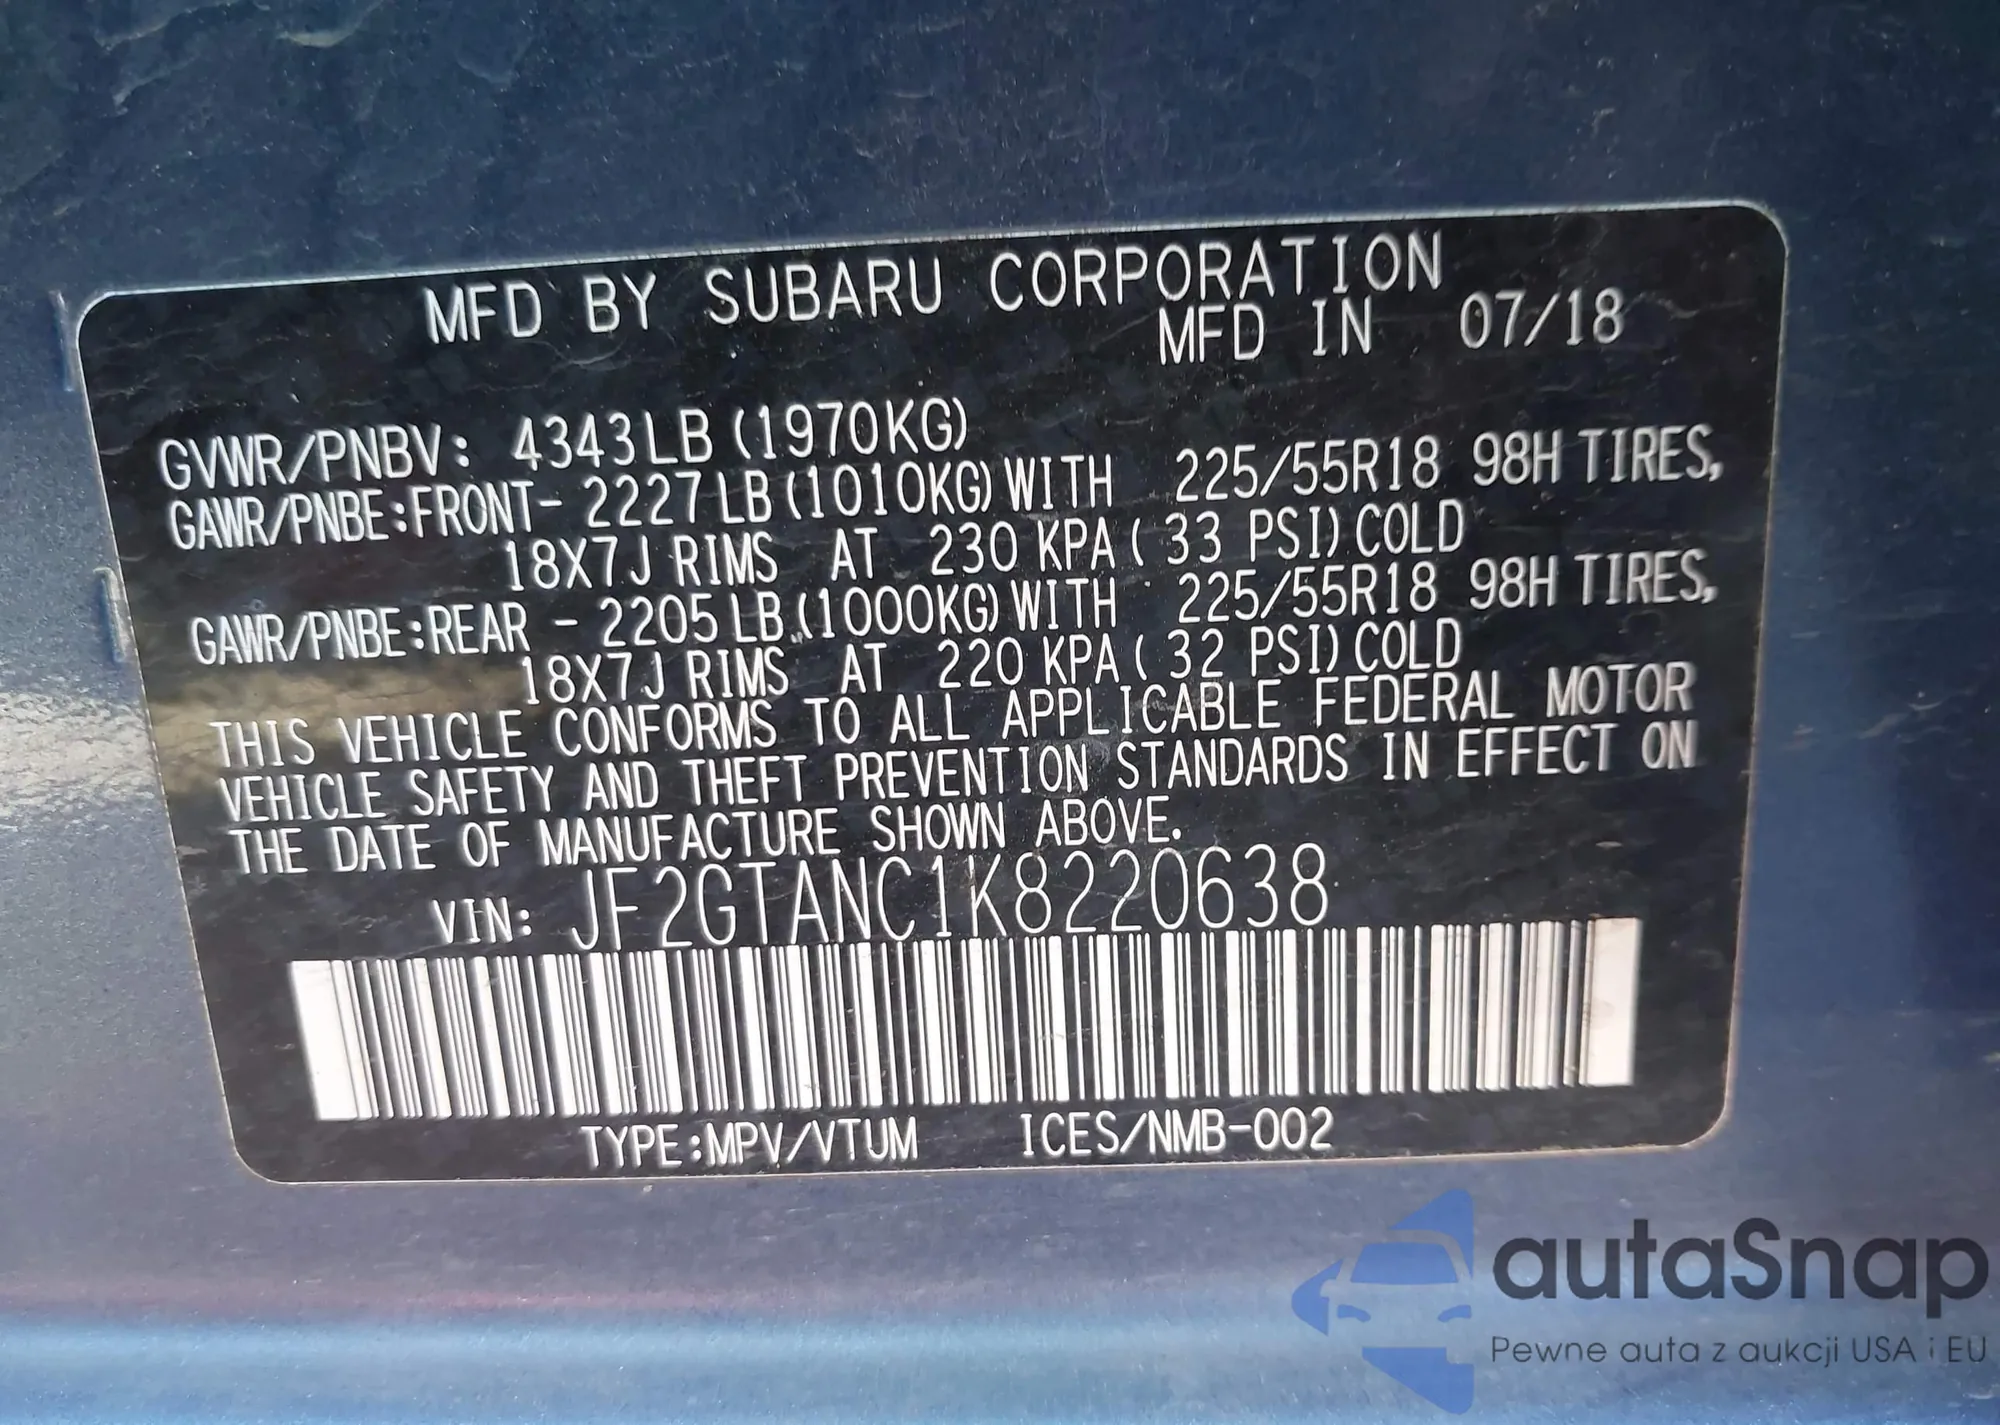 MFD BY SUBARU CORPORATION
MFD IN 07/18
GVWR/PNBV: 4343LB (1970KG)
GAWR/PNBE:FRONT- 2227LB (1010KG) WITH 225/55R18 98H TIRES,
18X7J RIMS AT 230 KPA ( 33 PSI) COLD
GAWR/PNBE:REAR - 2205LB (1000KG) WITH 225/55R18 98H TIRES,
18X7J RIMS AT 220 KPA ( 32 PSI) COLD
THIS VEHICLE CONFORMS TO ALL APPLICABLE FEDERAL MOTOR
VEHICLE SAFETY AND THEFT PREVENTION STANDARDS IN EFFECT ON
THE DATE OF MANUFACTURE SHOWN ABOVE.
VIN: JF2GTANC1K8220638
TYPE:MPV/VTUM ICES/NMB-002
autaSnap
Pewne auta z aukcji USA i EU